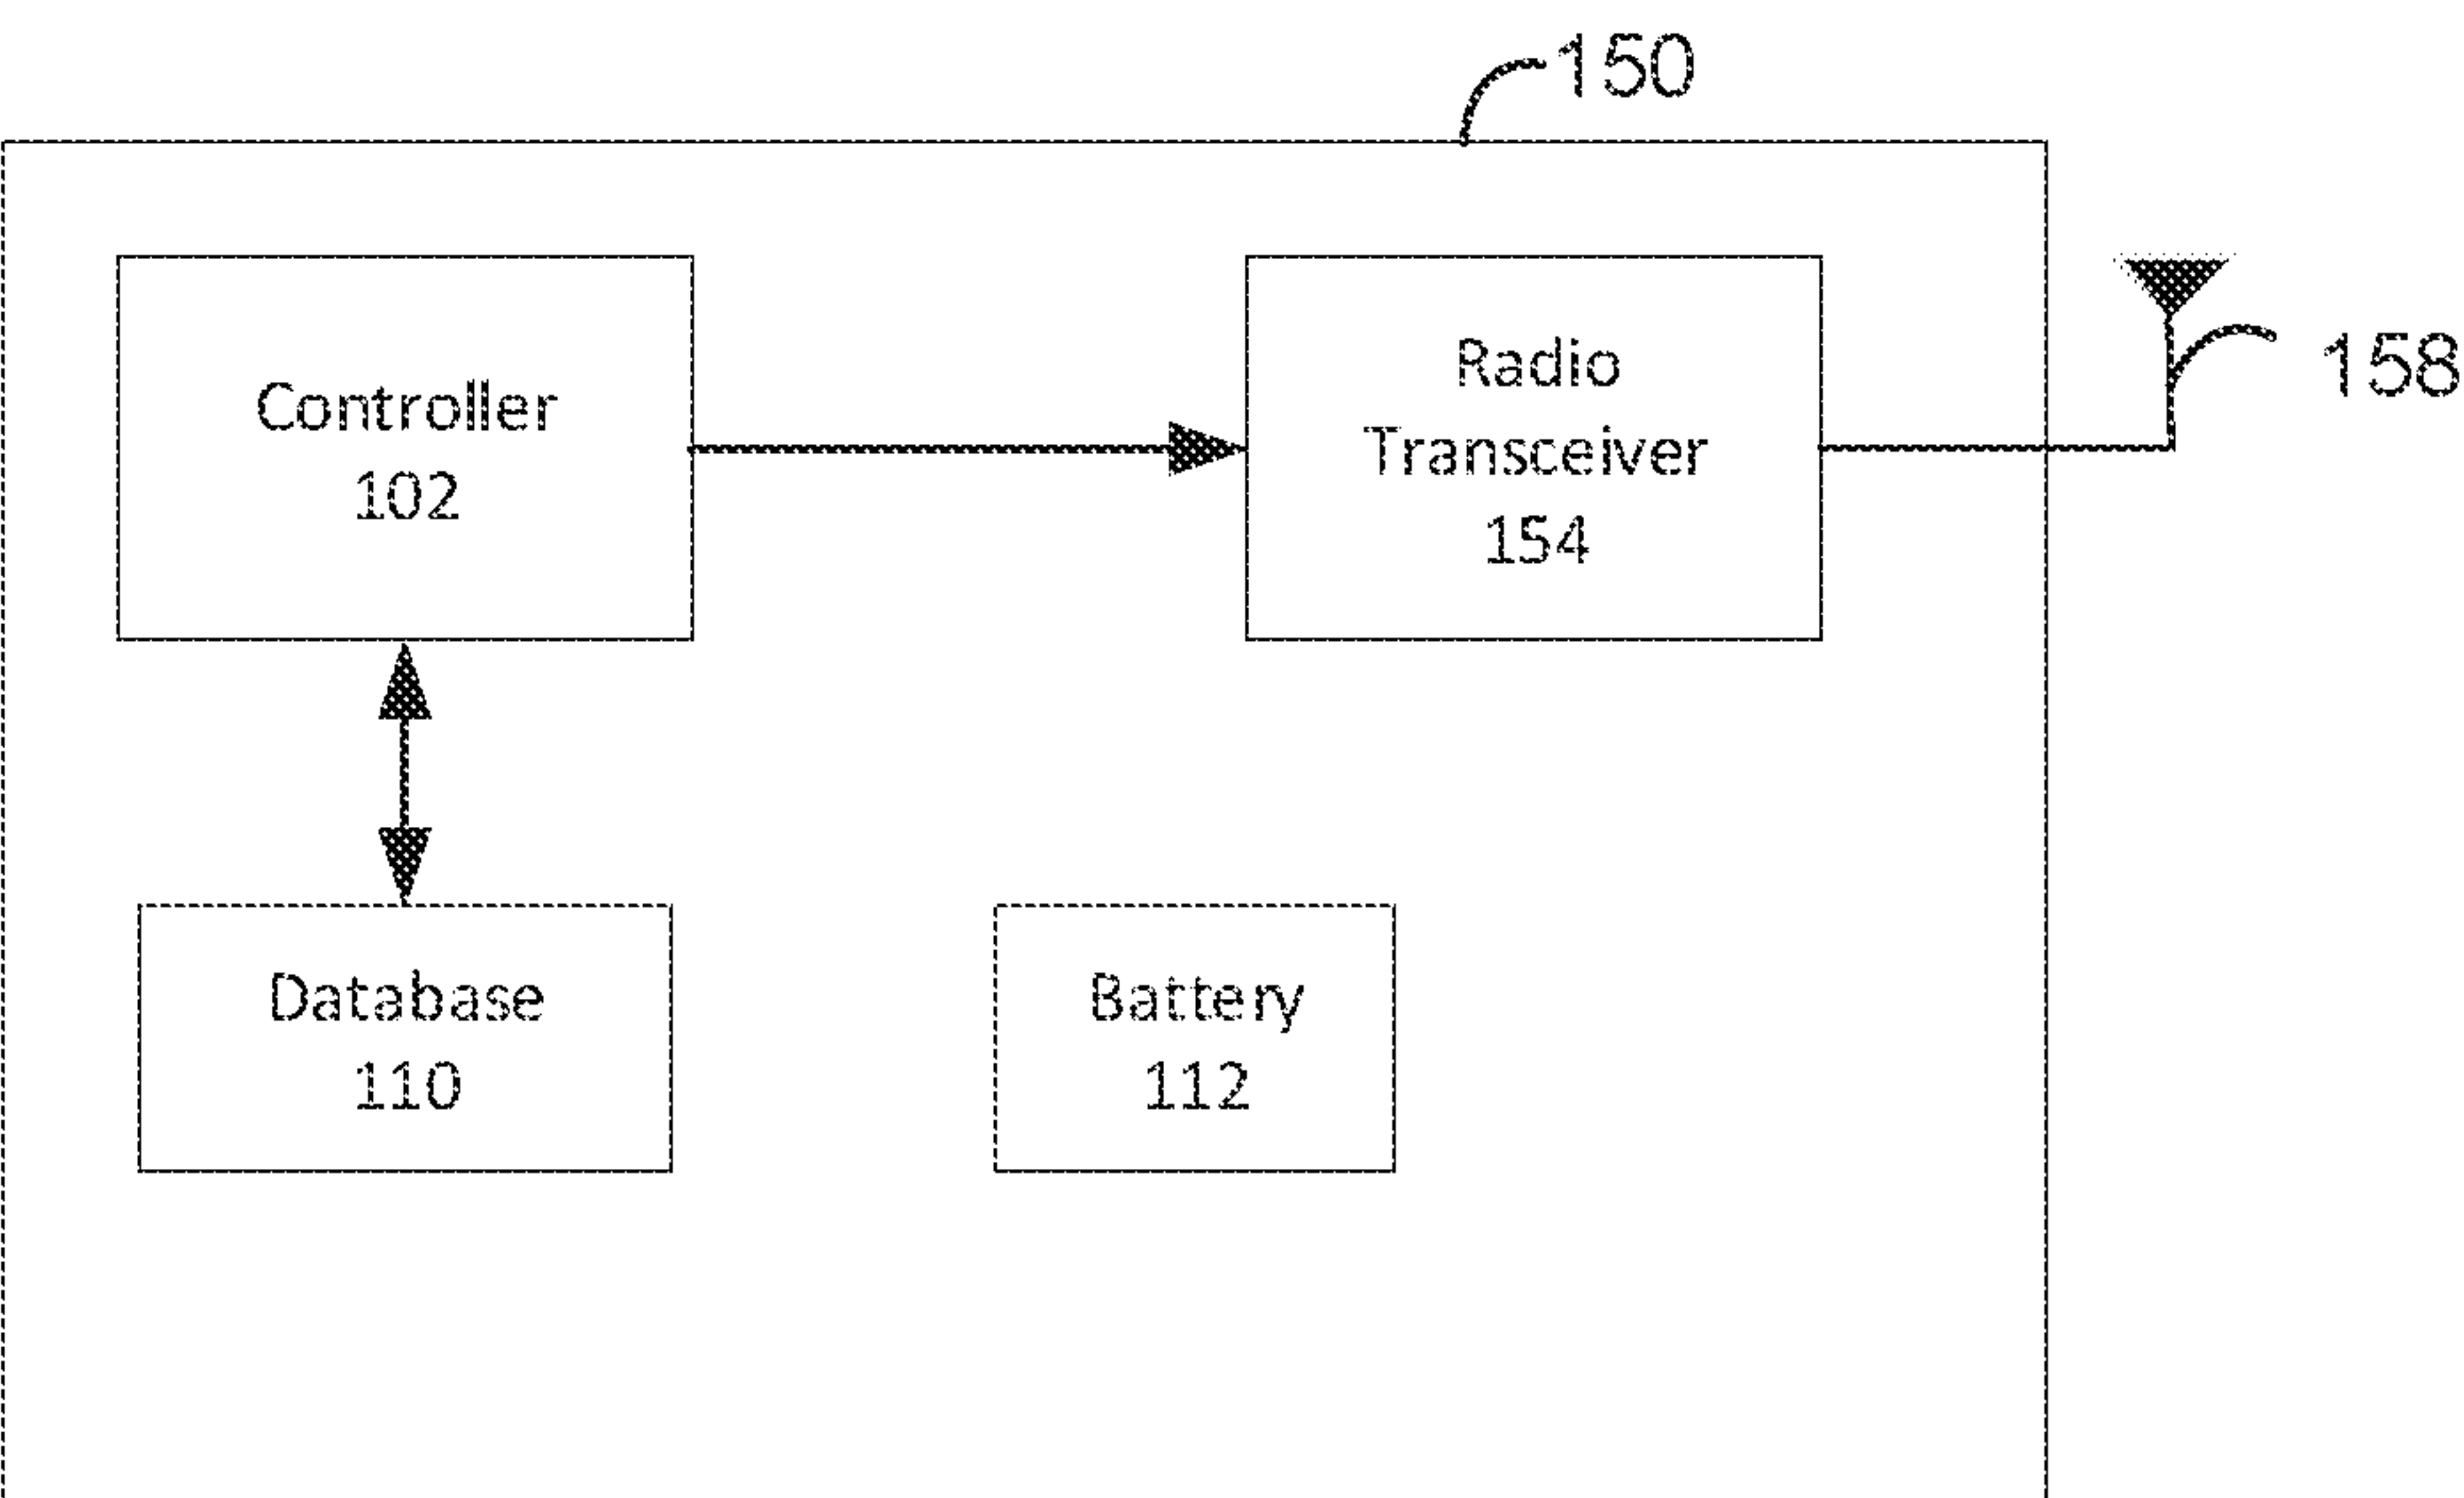 150
Controller
102
Radio
Transceiver
154
158
Database
110
Battery
112